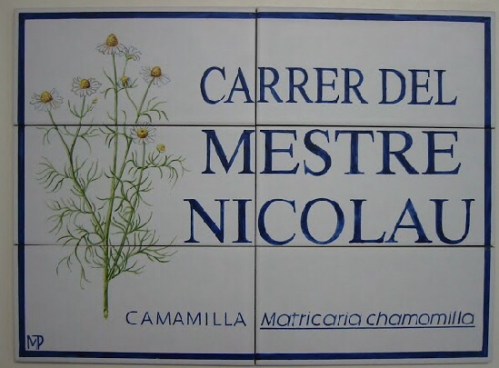 CARRER DEL
MESTRE
NICOLAU
CAMAMILLA Matricaria chamomilla
MP